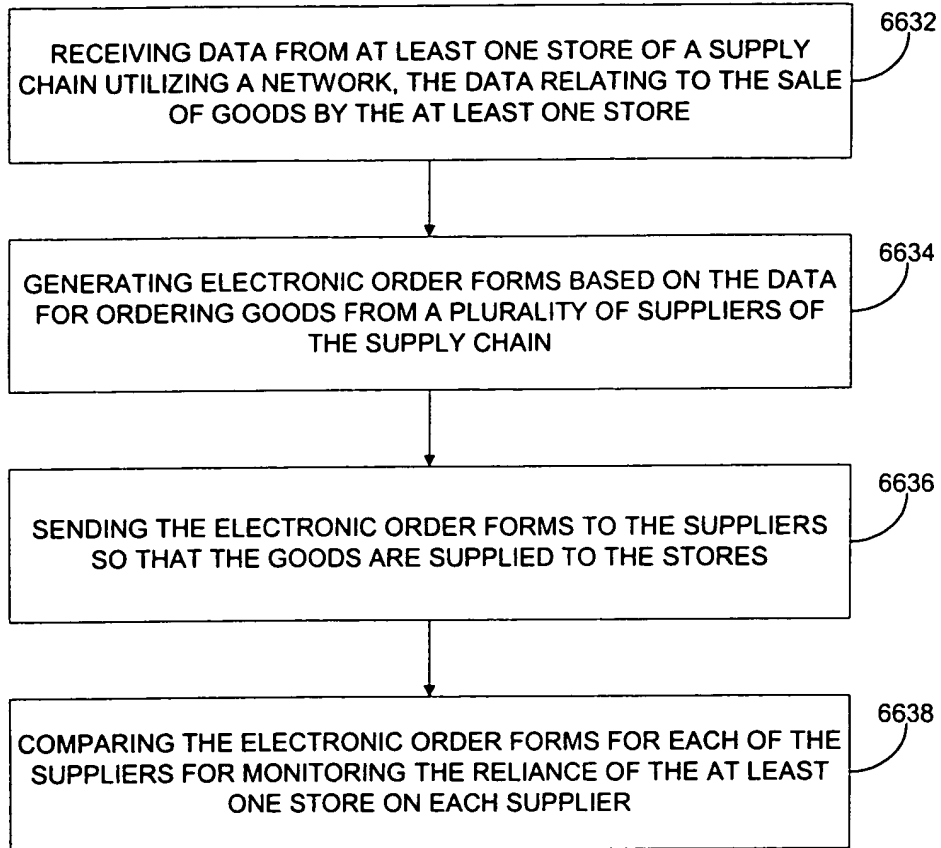 6632
RECEIVING DATA FROM AT LEAST ONE STORE OF A SUPPLY
CHAIN UTILIZING A NETWORK, THE DATA RELATING TO THE SALE
OF GOODS BY THE AT LEAST ONE STORE
6634
GENERATING ELECTRONIC ORDER FORMS BASED ON THE DATA
FOR ORDERING GOODS FROM A PLURALITY OF SUPPLIERS OF
THE SUPPLY CHAIN
6636
SENDING THE ELECTRONIC ORDER FORMS TO THE SUPPLIERS
SO THAT THE GOODS ARE SUPPLIED TO THE STORES
6638
COMPARING THE ELECTRONIC ORDER FORMS FOR EACH OF THE
SUPPLIERS FOR MONITORING THE RELIANCE OF THE AT LEAST
ONE STORE ON EACH SUPPLIER